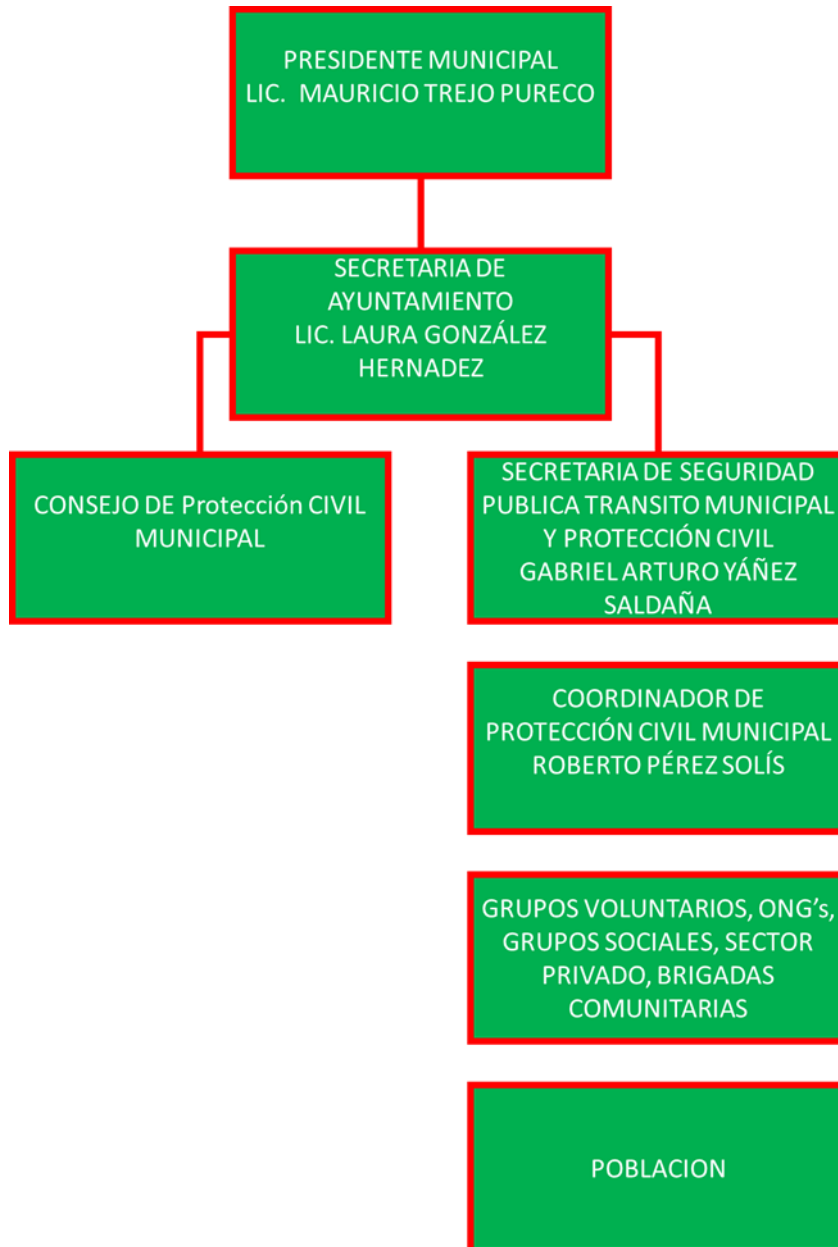 PRESIDENTE MUNICIPAL
LIC. MAURICIO TREJO PURECO
SECRETARIA DE
AYUNTAMIENTO
LIC. LAURA GONZÁLEZ
HERNADEZ
CONSEJO DE Protección CIVIL
MUNICIPAL
SECRETARIA DE SEGURIDAD
PUBLICA TRANSITO MUNICIPAL
Y PROTECCIÓN CIVIL
GABRIEL ARTURO YÁÑEZ
SALDAÑA
COORDINADOR DE
PROTECCIÓN CIVIL MUNICIPAL
ROBERTO PÉREZ SOLÍS
GRUPOS VOLUNTARIOS, ONG’s,
GRUPOS SOCIALES, SECTOR
PRIVADO, BRIGADAS
COMUNITARIAS
POBLACION